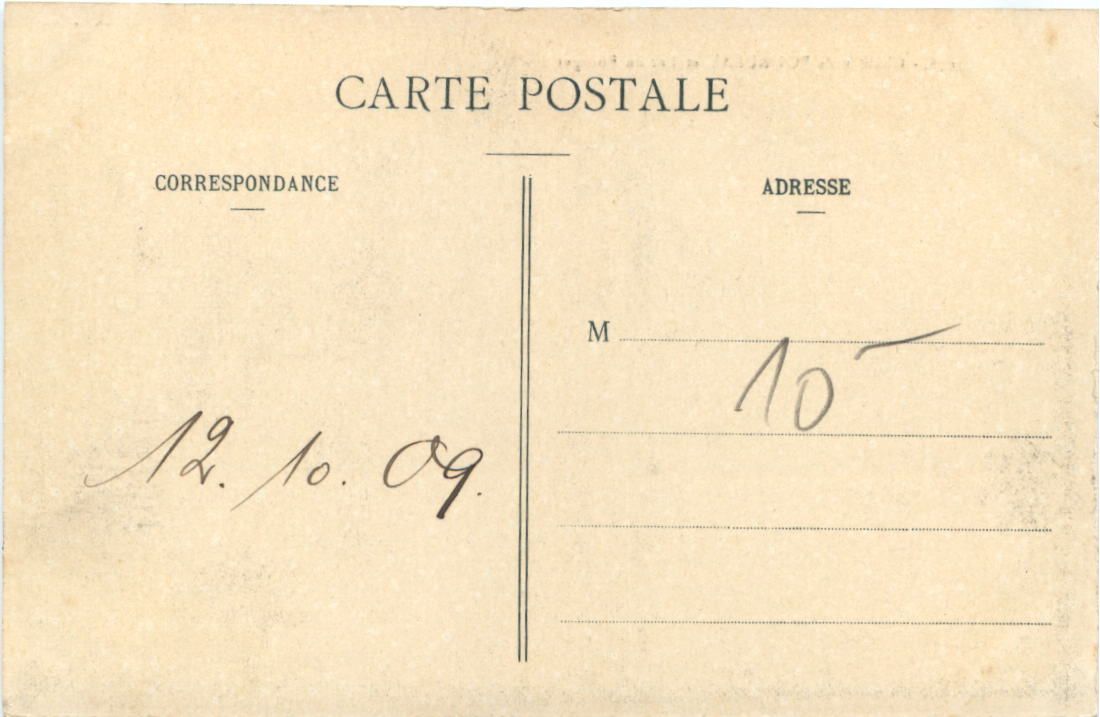 CARTE POSTALE
CORRESPONDANCE
ADRESSE
M
10 -
12. 10. 09.